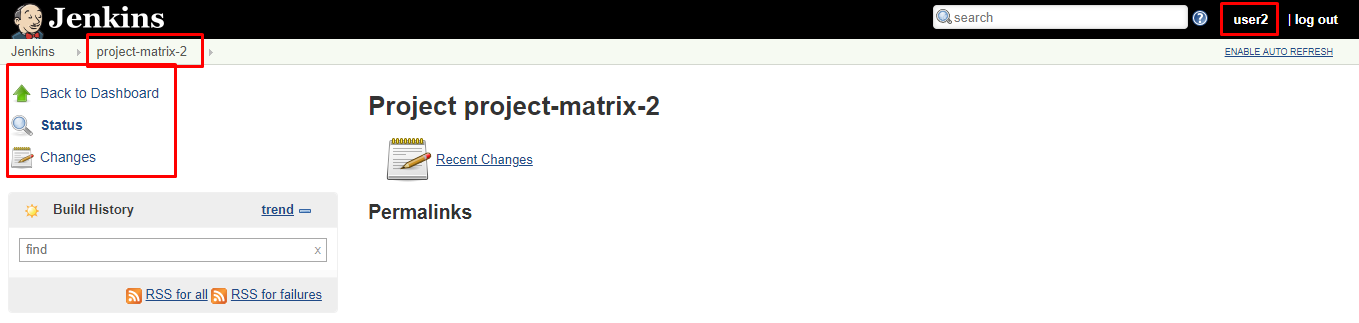 Jenkins
search
user2
| log out
Jenkins
project-matrix-2
ENABLE AUTO REFRESH
Back to Dashboard
Status
Changes
Project project-matrix-2
Recent Changes
Permalinks
Build History
trend
find
x
RSS for all
RSS for failures